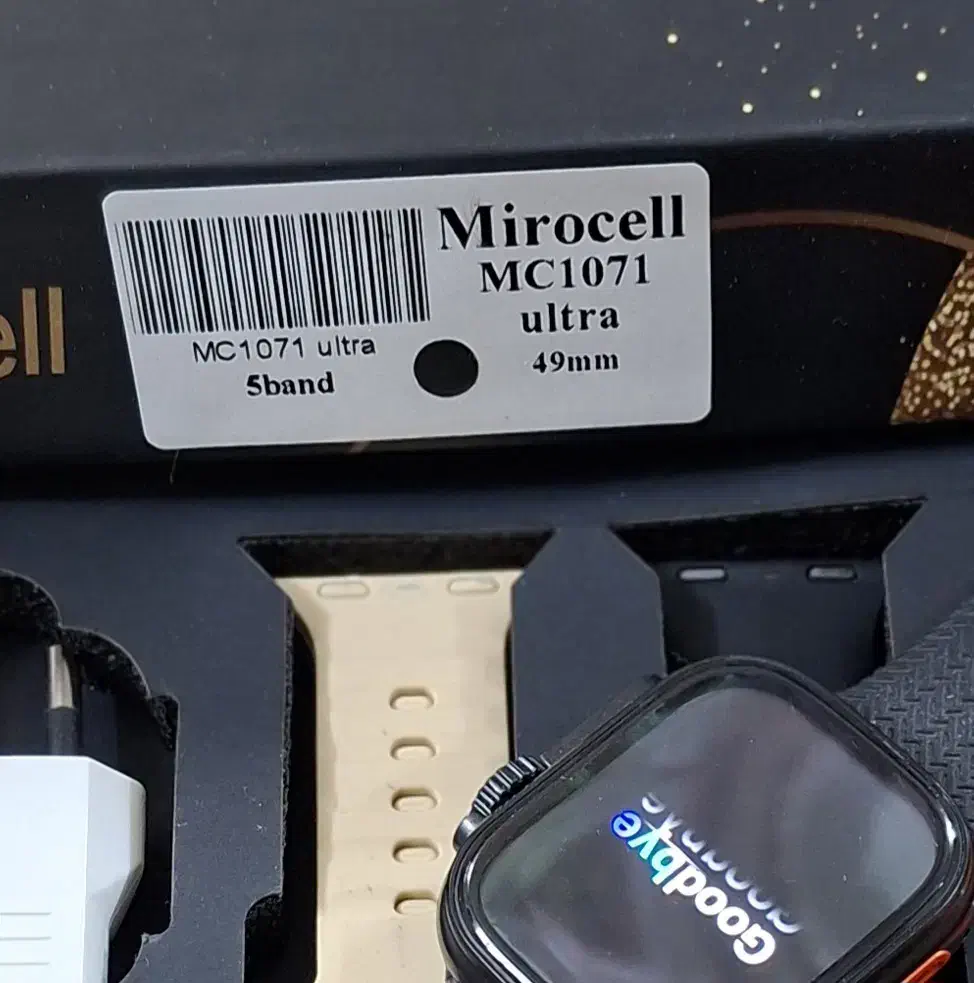 ell
Mirocell
MC1071
ultra
49mm
MC1071 ultra
5band
Goodbye